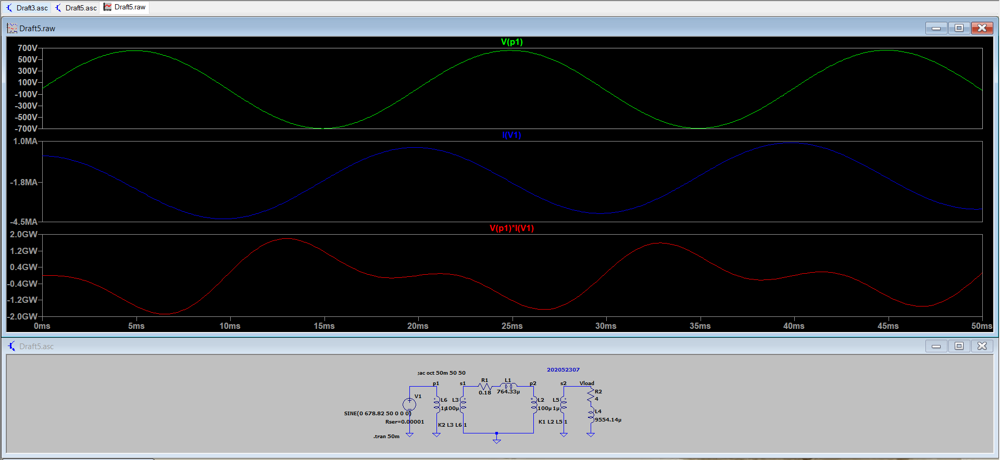 Draft3.asc Draft5.asc Draft5.raw
Draft5.raw
V(p1)
700V
500V
300V
100V
-100V
-300V
-500V
-700V
I(V1)
1.0MA
-1.8MA
-4.5MA
V(p1)*I(V1)
2.0GW
1.2GW
0.4GW
-0.4GW
-1.2GW
-2.0GW
0ms 5ms 10ms 15ms 20ms 25ms 30ms 35ms 40ms 45ms 50ms
Draft5.asc
;ac oct 50m 50 50
202052307
p1 s1 R1 L1 p2 s2 Vload
0.18 764.33µ
V1
R2
4
L6 L3 L2 L5
1µ 100µ 100µ 1µ
L4
9554.14µ
SINE(0 678.82 50 0 0 0)
Rser=0.00001
K2 L3 L6 1
K1 L2 L5 1
.tran 50m